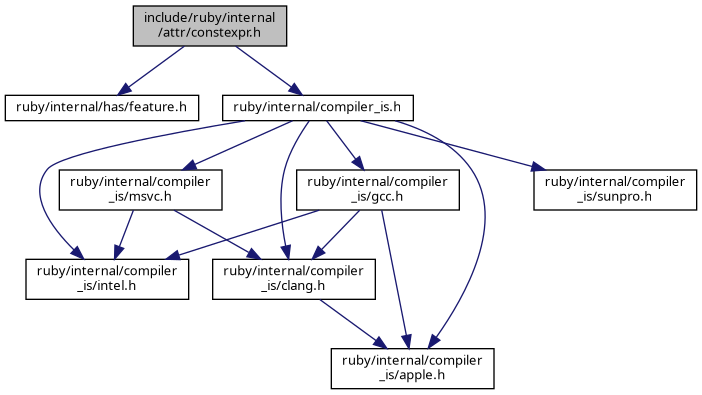 include/ruby/internal
/attr/constexpr.h
ruby/internal/has/feature.h
ruby/internal/compiler_is.h
ruby/internal/compiler
_is/msvc.h
ruby/internal/compiler
_is/gcc.h
ruby/internal/compiler
_is/sunpro.h
ruby/internal/compiler
_is/intel.h
ruby/internal/compiler
_is/clang.h
ruby/internal/compiler
_is/apple.h